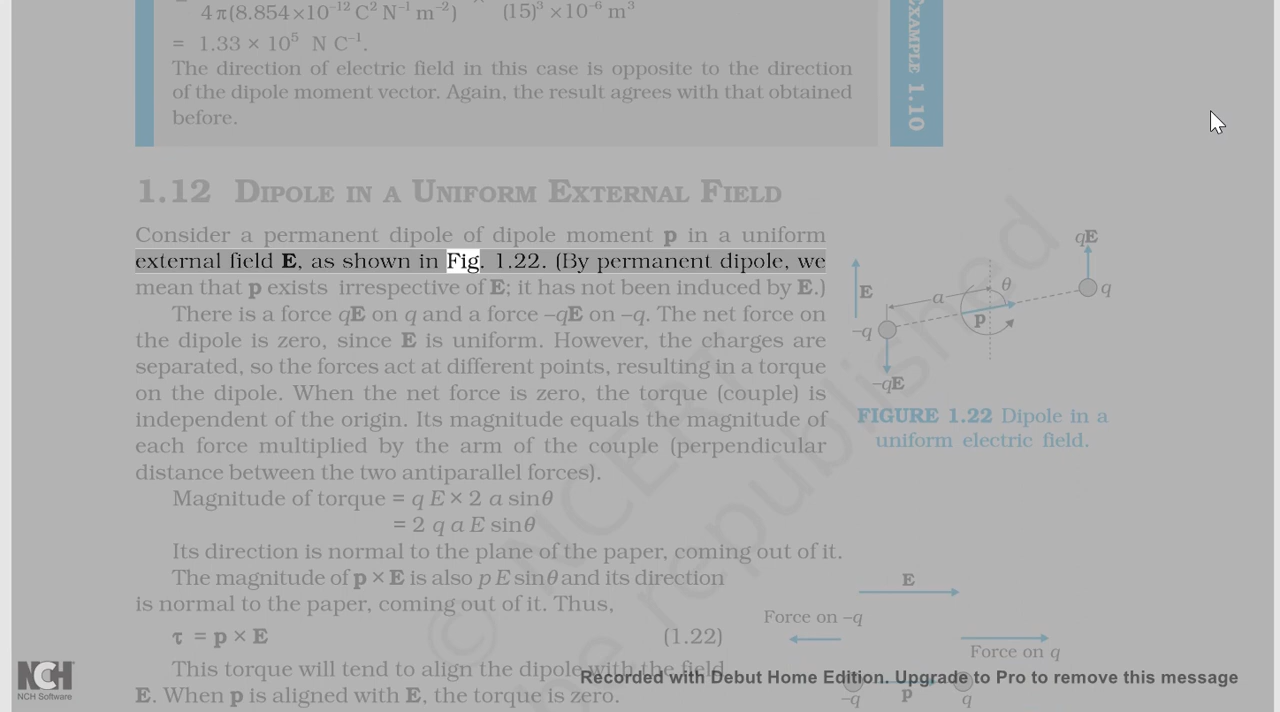 4 π(8.854×10⁻¹² C² N⁻¹ m⁻²) × (15)³ ×10⁻⁶ m³
= 1.33 × 10⁵ N C⁻¹.
The direction of electric field in this case is opposite to the direction
of the dipole moment vector. Again, the result agrees with that obtained
before.
EXAMPLE 1.10
1.12 DIPOLE IN A UNIFORM EXTERNAL FIELD
Consider a permanent dipole of dipole moment p in a uniform
external field E, as shown in Fig. 1.22. (By permanent dipole, we
mean that p exists irrespective of E; it has not been induced by E.)
There is a force qE on q and a force –qE on –q. The net force on
the dipole is zero, since E is uniform. However, the charges are
separated, so the forces act at different points, resulting in a torque
on the dipole. When the net force is zero, the torque (couple) is
independent of the origin. Its magnitude equals the magnitude of
each force multiplied by the arm of the couple (perpendicular
distance between the two antiparallel forces).
Magnitude of torque = q E × 2 a sinθ
= 2 q a E sinθ
Its direction is normal to the plane of the paper, coming out of it.
The magnitude of p × E is also p E sinθ and its direction
is normal to the paper, coming out of it. Thus,
τ = p × E (1.22)
This torque will tend to align the dipole with the field
E. When p is aligned with E, the torque is zero.
qE
E
a
θ
q
p
–q
–qE
FIGURE 1.22 Dipole in a
uniform electric field.
E
Force on –q
Force on q
–q
p
q
© NCERT
be republished
NCH
NCH Software
Recorded with Debut Home Edition. Upgrade to Pro to remove this message